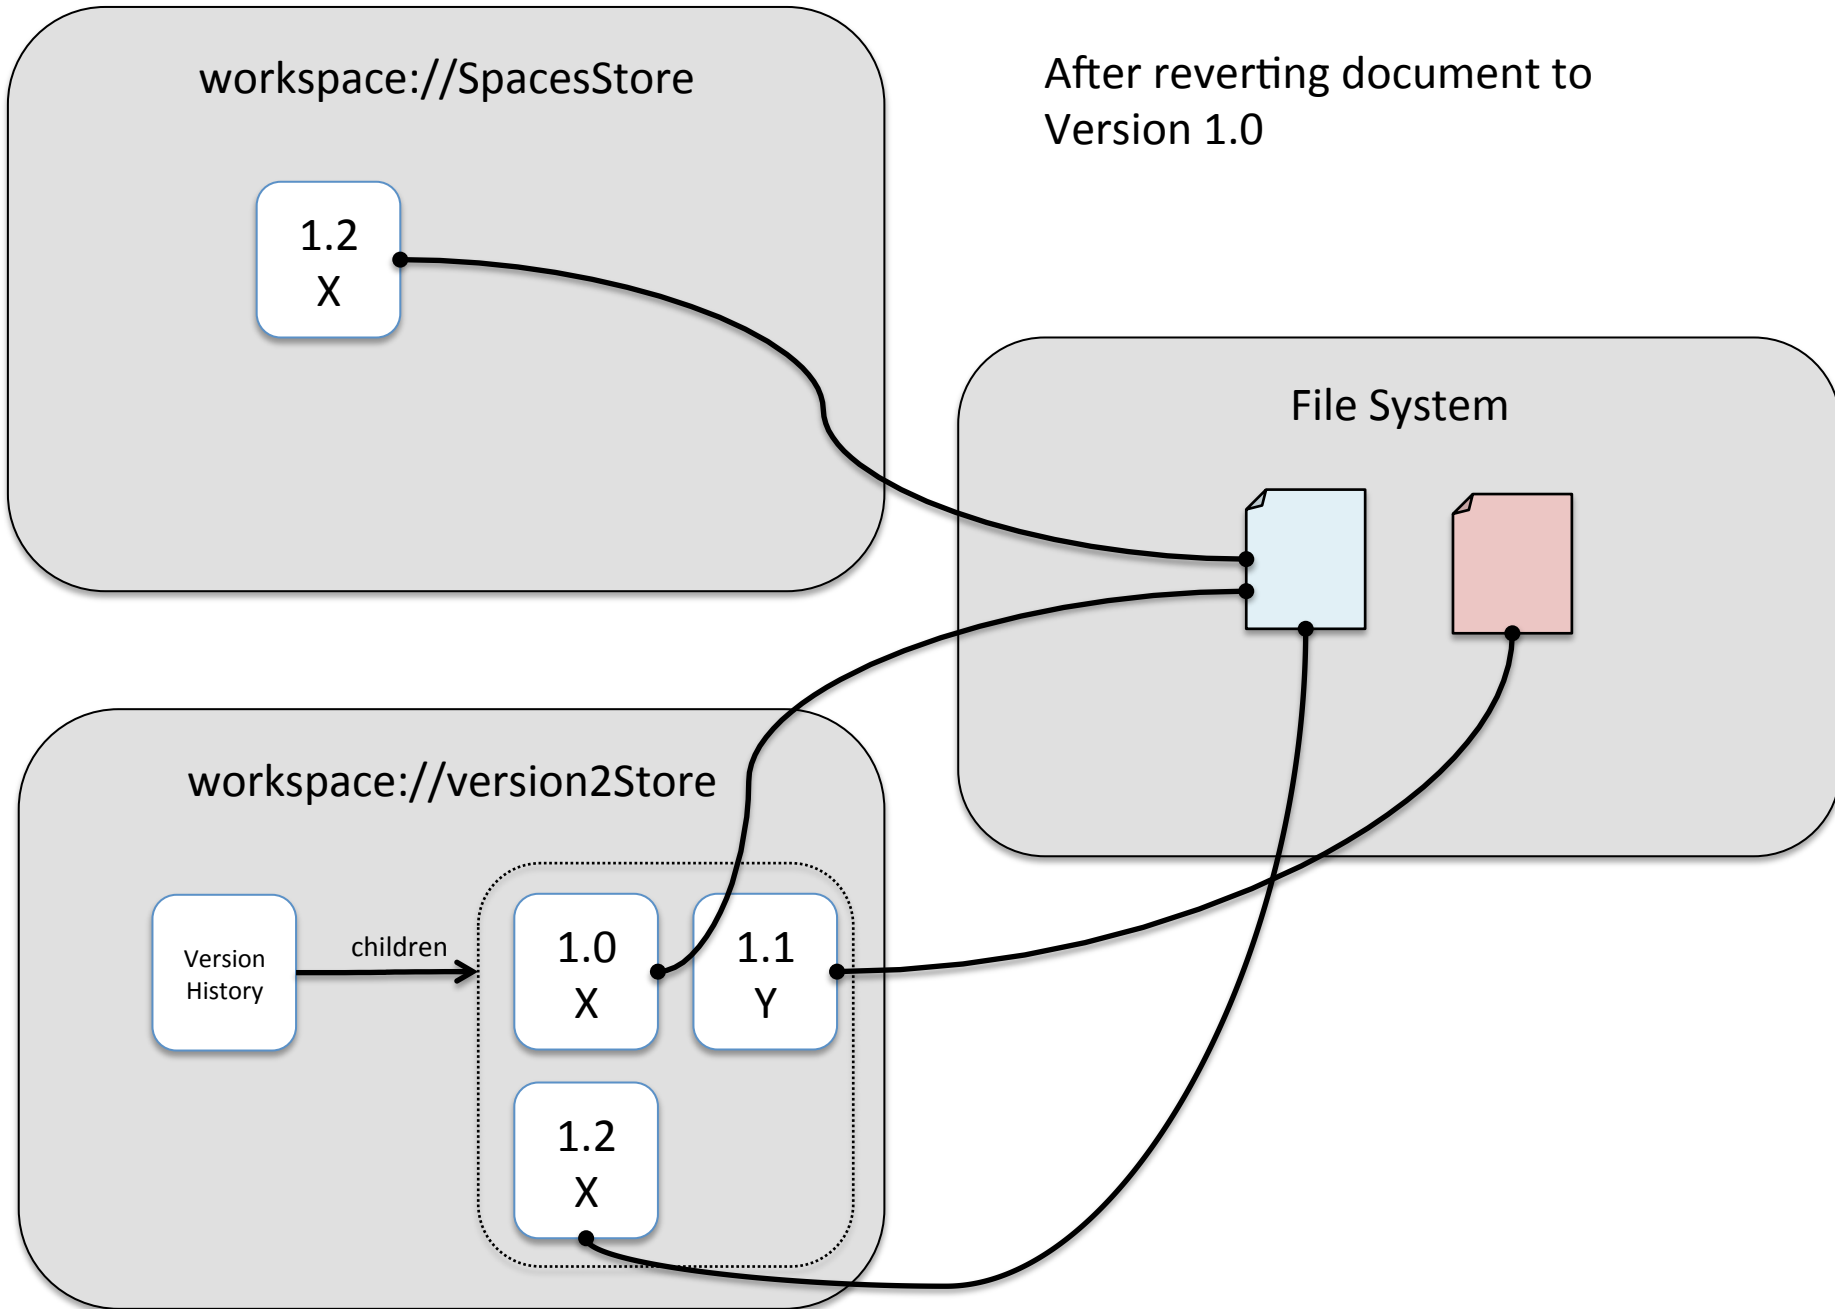 workspace://SpacesStore
After reverting document to
Version 1.0
1.2
X
File System
workspace://version2Store
Version
History
children
1.0
X
1.1
Y
1.2
X